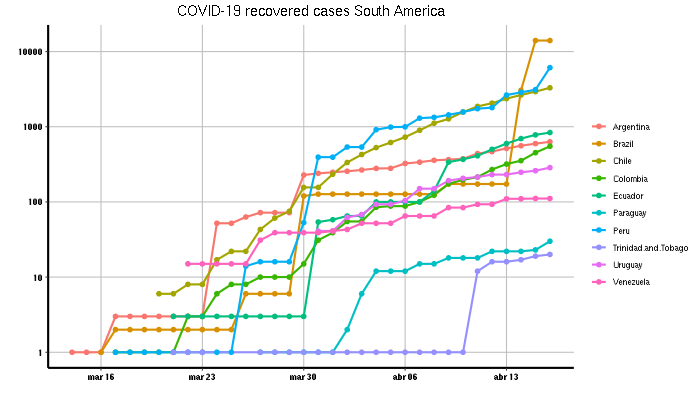 COVID-19 recovered cases South America
10000
1000
100
10
1
mar 16
mar 23
mar 30
abr 06
abr 13
Argentina
Brazil
Chile
Colombia
Ecuador
Paraguay
Peru
Trinidad.and.Tobago
Uruguay
Venezuela